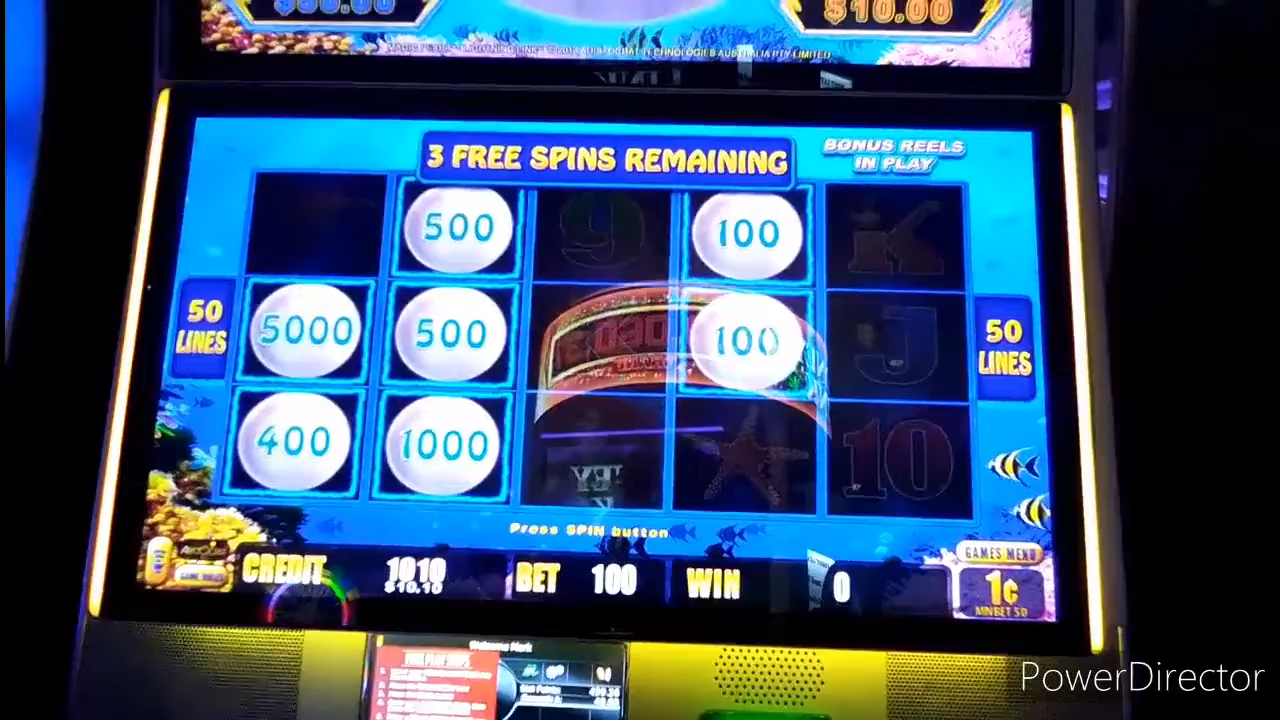 $10.00
3 FREE SPINS REMAINING
BONUS REELS
IN PLAY
500
9
100
K
50
LINES
5000
500
100
J
50
LINES
400
1000
10
Press SPIN button
GAMES MENU
CREDIT
1010
$10.10
BET
100
WIN
0
1¢
MIN BET 50
PowerDirector